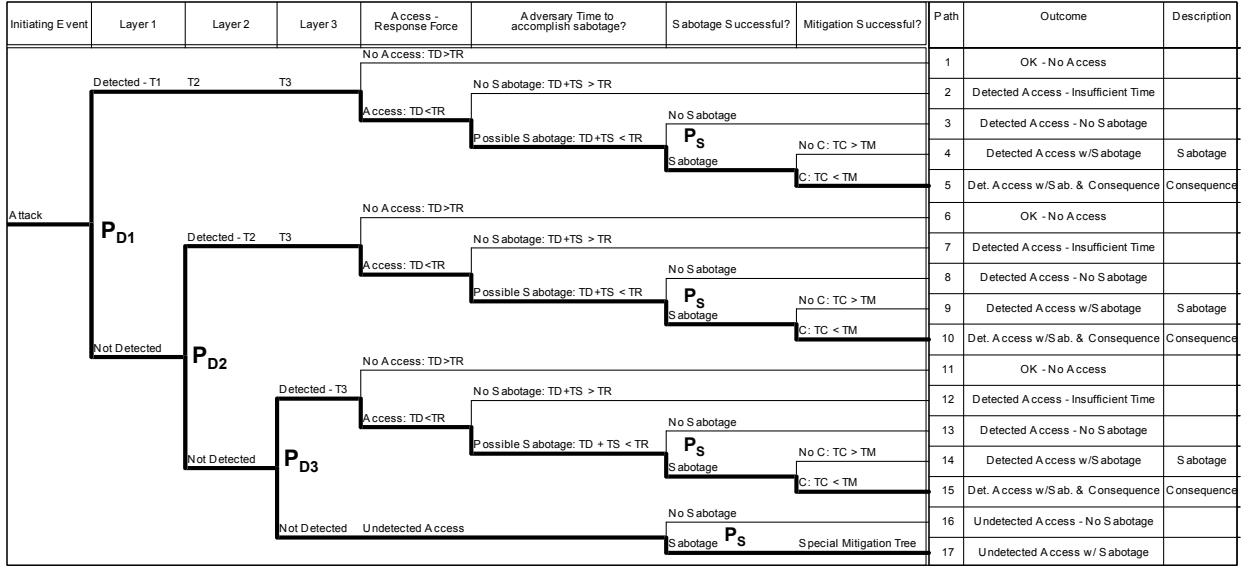 Initiating Event Layer 1 Layer 2 Layer 3 Access - Response Force Adversary Time to accomplish sabotage? Sabotage Successful? Mitigation Successful? Path Outcome Description
No Access: TD>TR 1 OK - No Access
Detected - T1 T2 T3 No Sabotage: TD+TS > TR 2 Detected Access - Insufficient Time
Access: TD<TR No Sabotage 3 Detected Access - No Sabotage
Possible Sabotage: TD+TS < TR PS No C: TC > TM 4 Detected Access w/Sabotage Sabotage
Sabotage C: TC < TM 5 Det. Access w/Sab. & Consequence Consequence
Attack No Access: TD>TR 6 OK - No Access
PD1
Detected - T2 T3 No Sabotage: TD+TS > TR 7 Detected Access - Insufficient Time
Access: TD<TR No Sabotage 8 Detected Access - No Sabotage
Possible Sabotage: TD+TS < TR PS No C: TC > TM 9 Detected Access w/Sabotage Sabotage
Sabotage C: TC < TM 10 Det. Access w/Sab. & Consequence Consequence
Not Detected PD2
No Access: TD>TR 11 OK - No Access
Detected - T3 No Sabotage: TD+TS > TR 12 Detected Access - Insufficient Time
Access: TD<TR No Sabotage 13 Detected Access - No Sabotage
Possible Sabotage: TD + TS < TR PS No C: TC > TM 14 Detected Access w/Sabotage Sabotage
Not Detected PD3 Sabotage C: TC < TM 15 Det. Access w/Sab. & Consequence Consequence
No Sabotage 16 Undetected Access - No Sabotage
Not Detected Undetected Access
Sabotage PS Special Mitigation Tree 17 Undetected Access w/ Sabotage